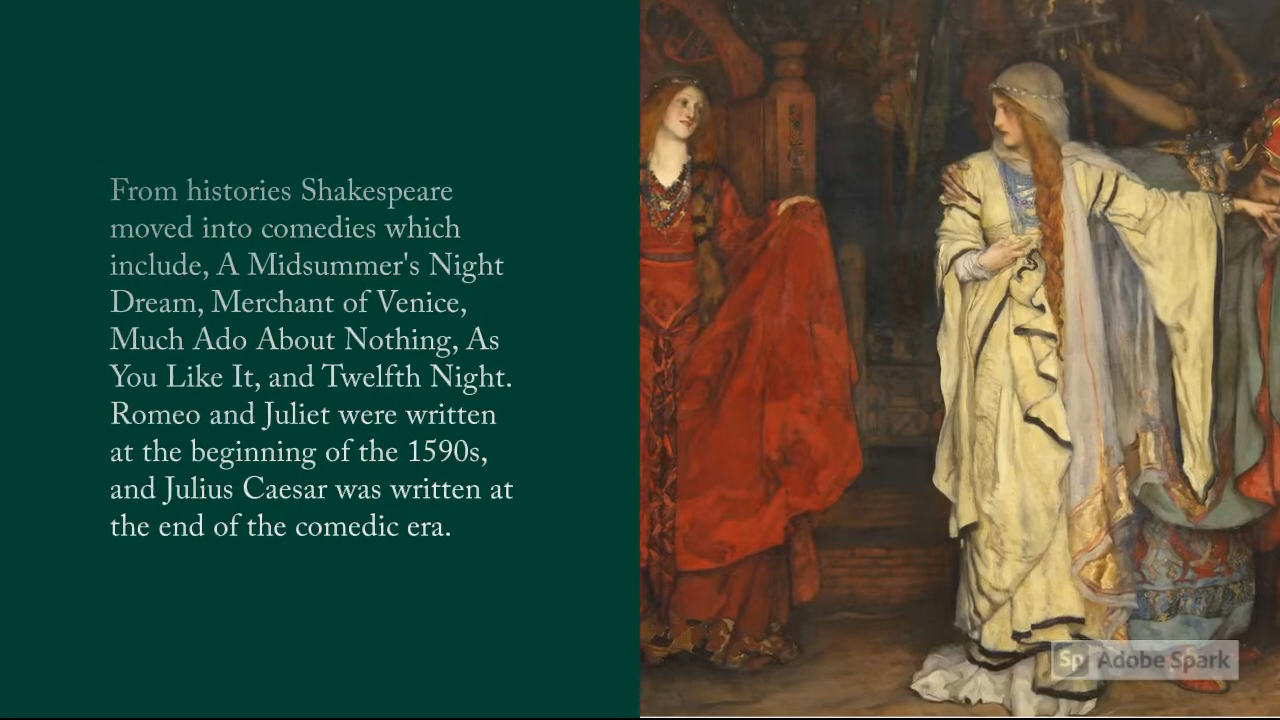 From histories Shakespeare
moved into comedies which
include, A Midsummer's Night
Dream, Merchant of Venice,
Much Ado About Nothing, As
You Like It, and Twelfth Night.
Romeo and Juliet were written
at the beginning of the 1590s,
and Julius Caesar was written at
the end of the comedic era.
Sp Adobe Spark